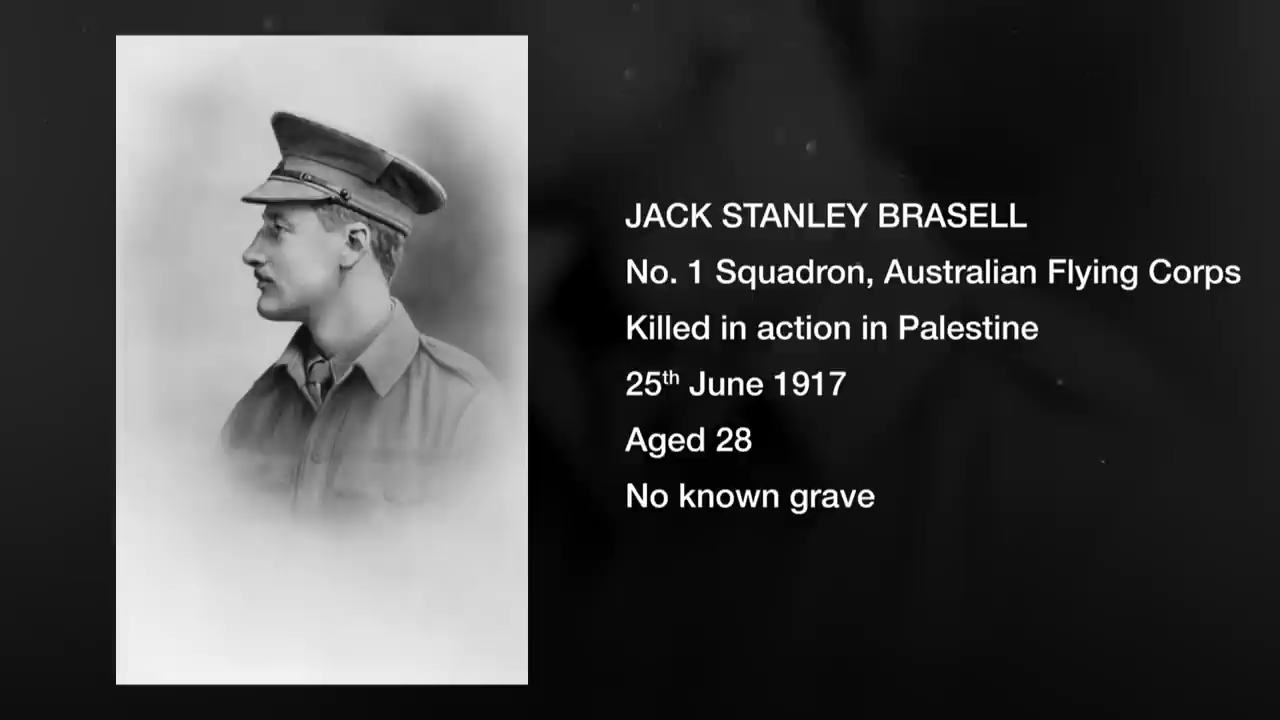 JACK STANLEY BRASELL
No. 1 Squadron, Australian Flying Corps
Killed in action in Palestine
25th June 1917
Aged 28
No known grave